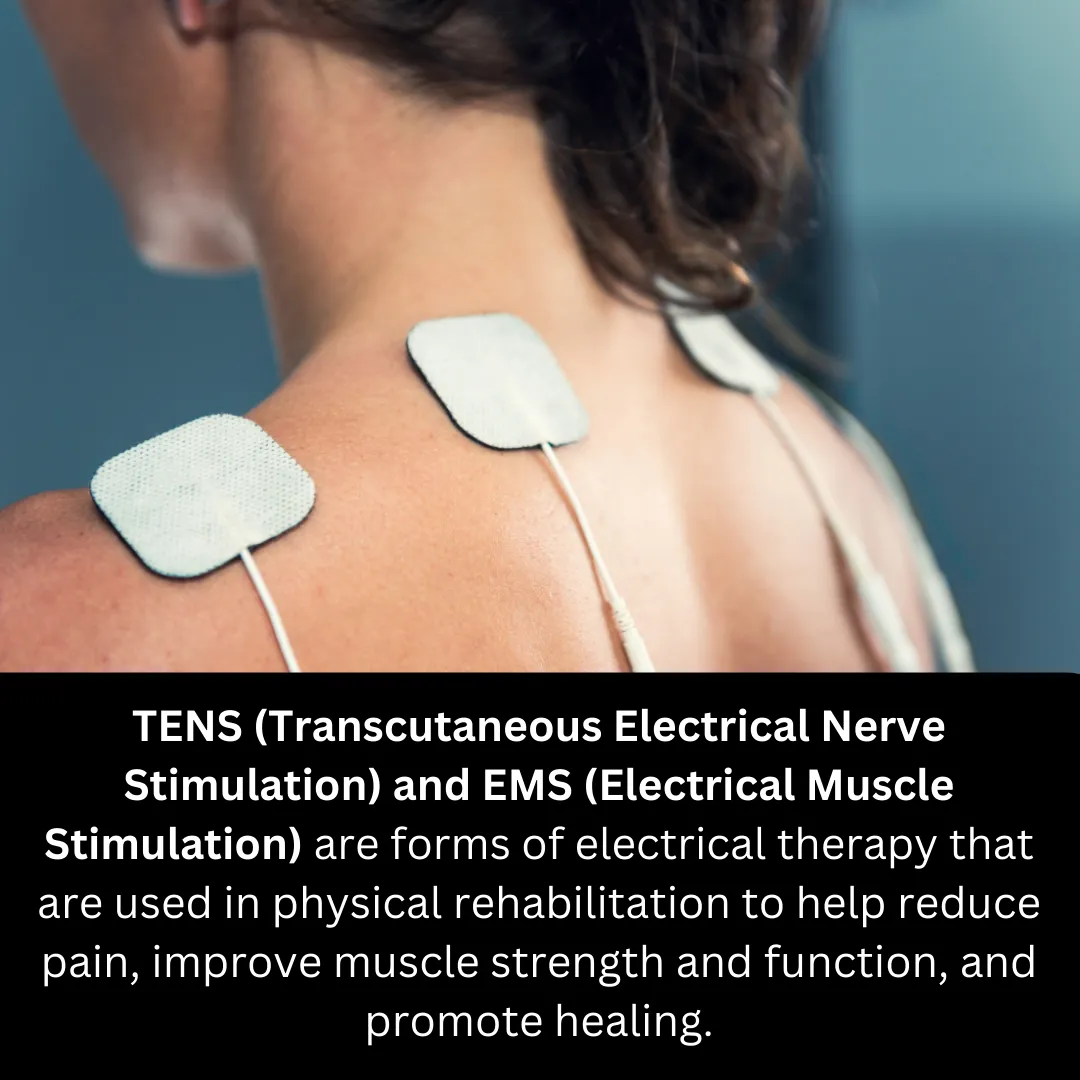 TENS (Transcutaneous Electrical Nerve
Stimulation) and EMS (Electrical Muscle
Stimulation) are forms of electrical therapy that
are used in physical rehabilitation to help reduce
pain, improve muscle strength and function, and
promote healing.